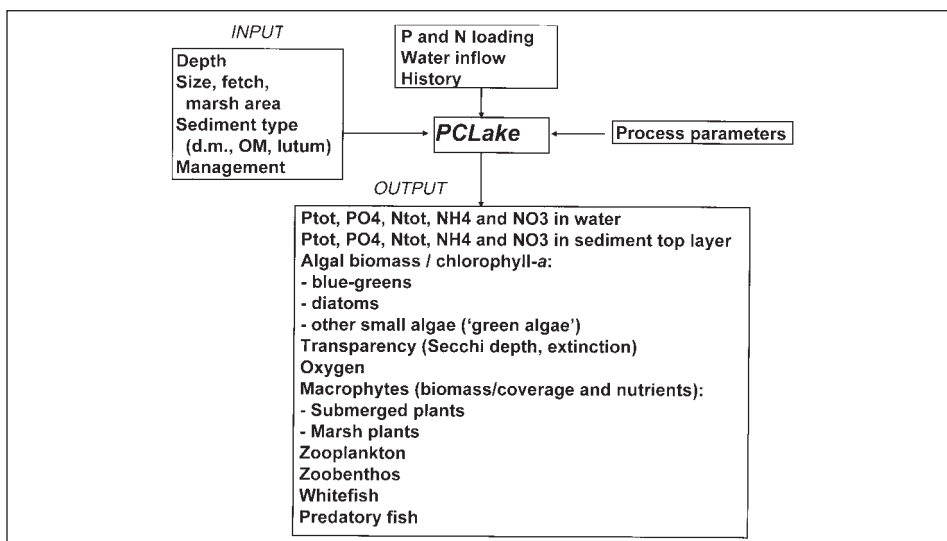 INPUT
Depth
Size, fetch,
marsh area
Sediment type
(d.m., OM, lutum)
Management
P and N loading
Water inflow
History
PCLake
Process parameters
OUTPUT
Ptot, PO4, Ntot, NH4 and NO3 in water
Ptot, PO4, Ntot, NH4 and NO3 in sediment top layer
Algal biomass / chlorophyll-a:
- blue-greens
- diatoms
- other small algae (‘green algae’)
Transparency (Secchi depth, extinction)
Oxygen
Macrophytes (biomass/coverage and nutrients):
- Submerged plants
- Marsh plants
Zooplankton
Zoobenthos
Whitefish
Predatory fish